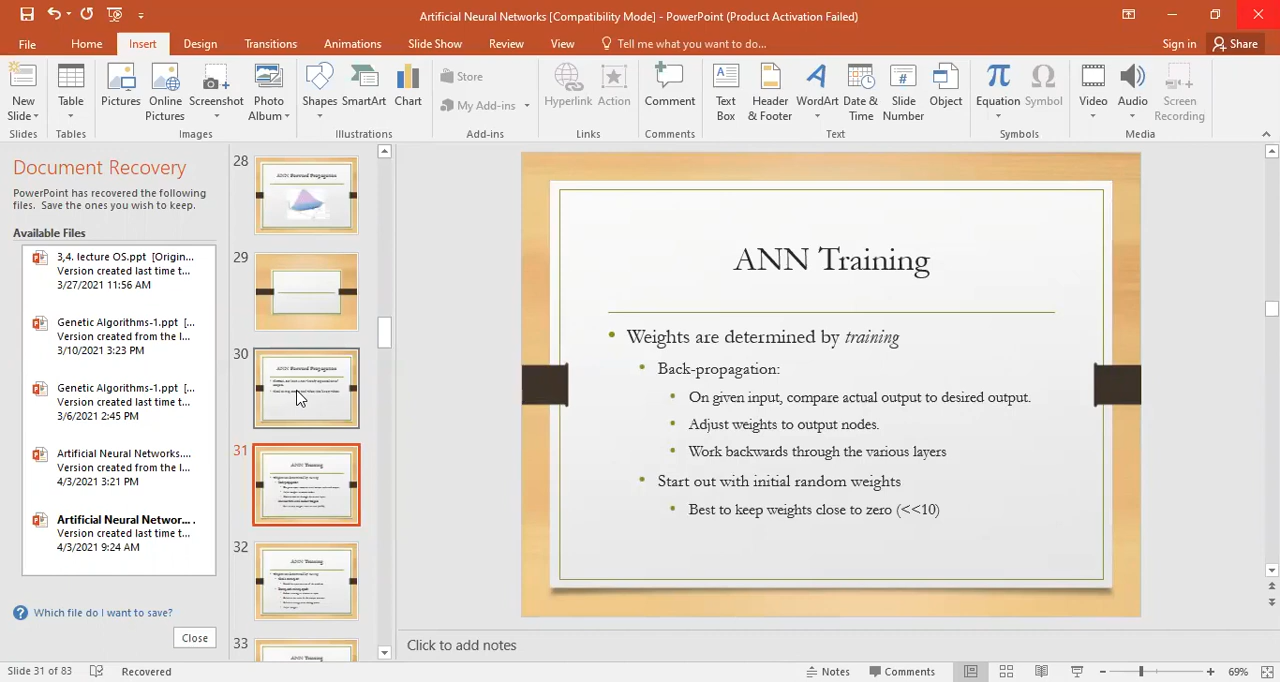 Artificial Neural Networks [Compatibility Mode] - PowerPoint (Product Activation Failed)
File Home Insert Design Transitions Animations Slide Show Review View Tell me what you want to do... Sign in Share
New Slide
Table
Pictures
Online Pictures
Screenshot
Photo Album
Shapes
SmartArt
Chart
Store
My Add-ins
Hyperlink
Action
Comment
Text Box
Header & Footer
WordArt
Date & Time
Slide Number
Object
Equation
Symbol
Video
Audio
Screen Recording
Slides Tables Images Illustrations Add-ins Links Comments Text Symbols Media
Document Recovery
PowerPoint has recovered the following
files. Save the ones you wish to keep.
Available Files
3,4. lecture OS.ppt [Origin...
Version created last time t...
3/27/2021 11:56 AM
Genetic Algorithms-1.ppt [...
Version created from the l...
3/10/2021 3:23 PM
Genetic Algorithms-1.ppt [...
Version created last time t...
3/6/2021 2:45 PM
Artificial Neural Networks....
Version created from the l...
4/3/2021 3:21 PM
Artificial Neural Networ... .
Version created last time t...
4/3/2021 9:24 AM
Which file do I want to save?
Close
28
ANN Forward Propagation
29
30
ANN Forward Propagation
31
ANN Training
32
ANN Training
33
ANN Training
ANN Training
• Weights are determined by training
• Back-propagation:
• On given input, compare actual output to desired output.
• Adjust weights to output nodes.
• Work backwards through the various layers
• Start out with initial random weights
• Best to keep weights close to zero (<<10)
Click to add notes
Slide 31 of 83 Recovered Notes Comments 69%